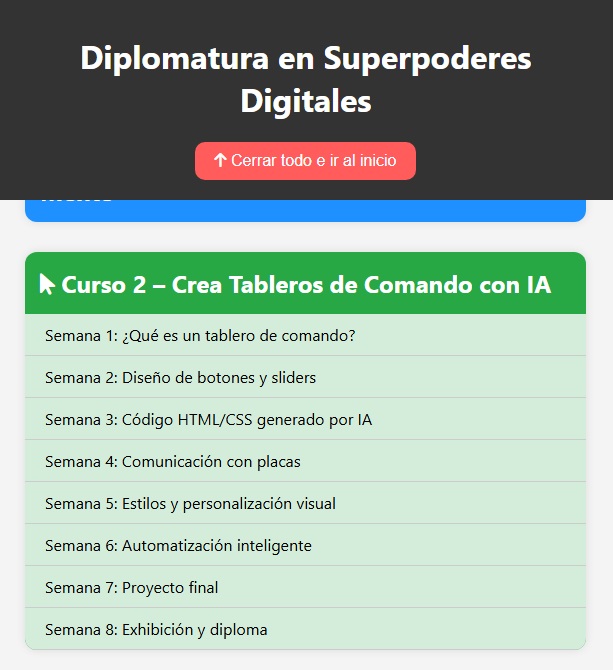 Diplomatura en Superpoderes
Digitales
Cerrar todo e ir al inicio
Curso 2 – Crea Tableros de Comando con IA
Semana 1: ¿Qué es un tablero de comando?
Semana 2: Diseño de botones y sliders
Semana 3: Código HTML/CSS generado por IA
Semana 4: Comunicación con placas
Semana 5: Estilos y personalización visual
Semana 6: Automatización inteligente
Semana 7: Proyecto final
Semana 8: Exhibición y diploma